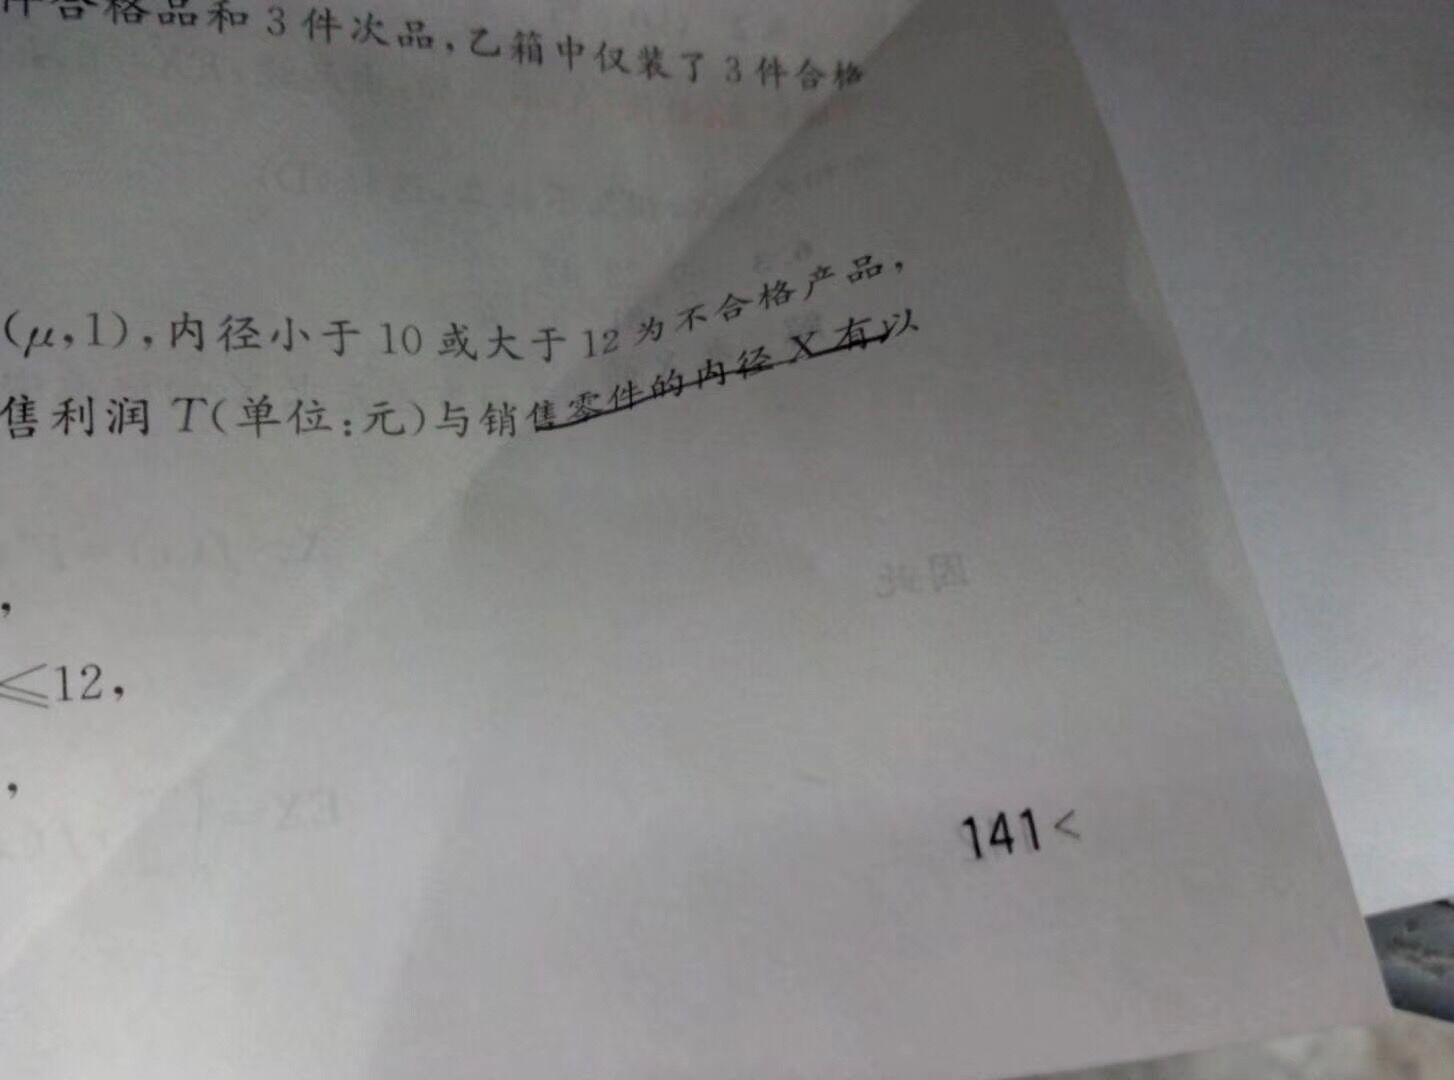 件合格品和 3 件次品，乙箱中仅装了 3 件合格
(μ,1)，内径小于 10 或大于 12 为不合格产品，
售利润 T(单位:元)与销售零件的内径 X 有以
，
≤12，
，
141<